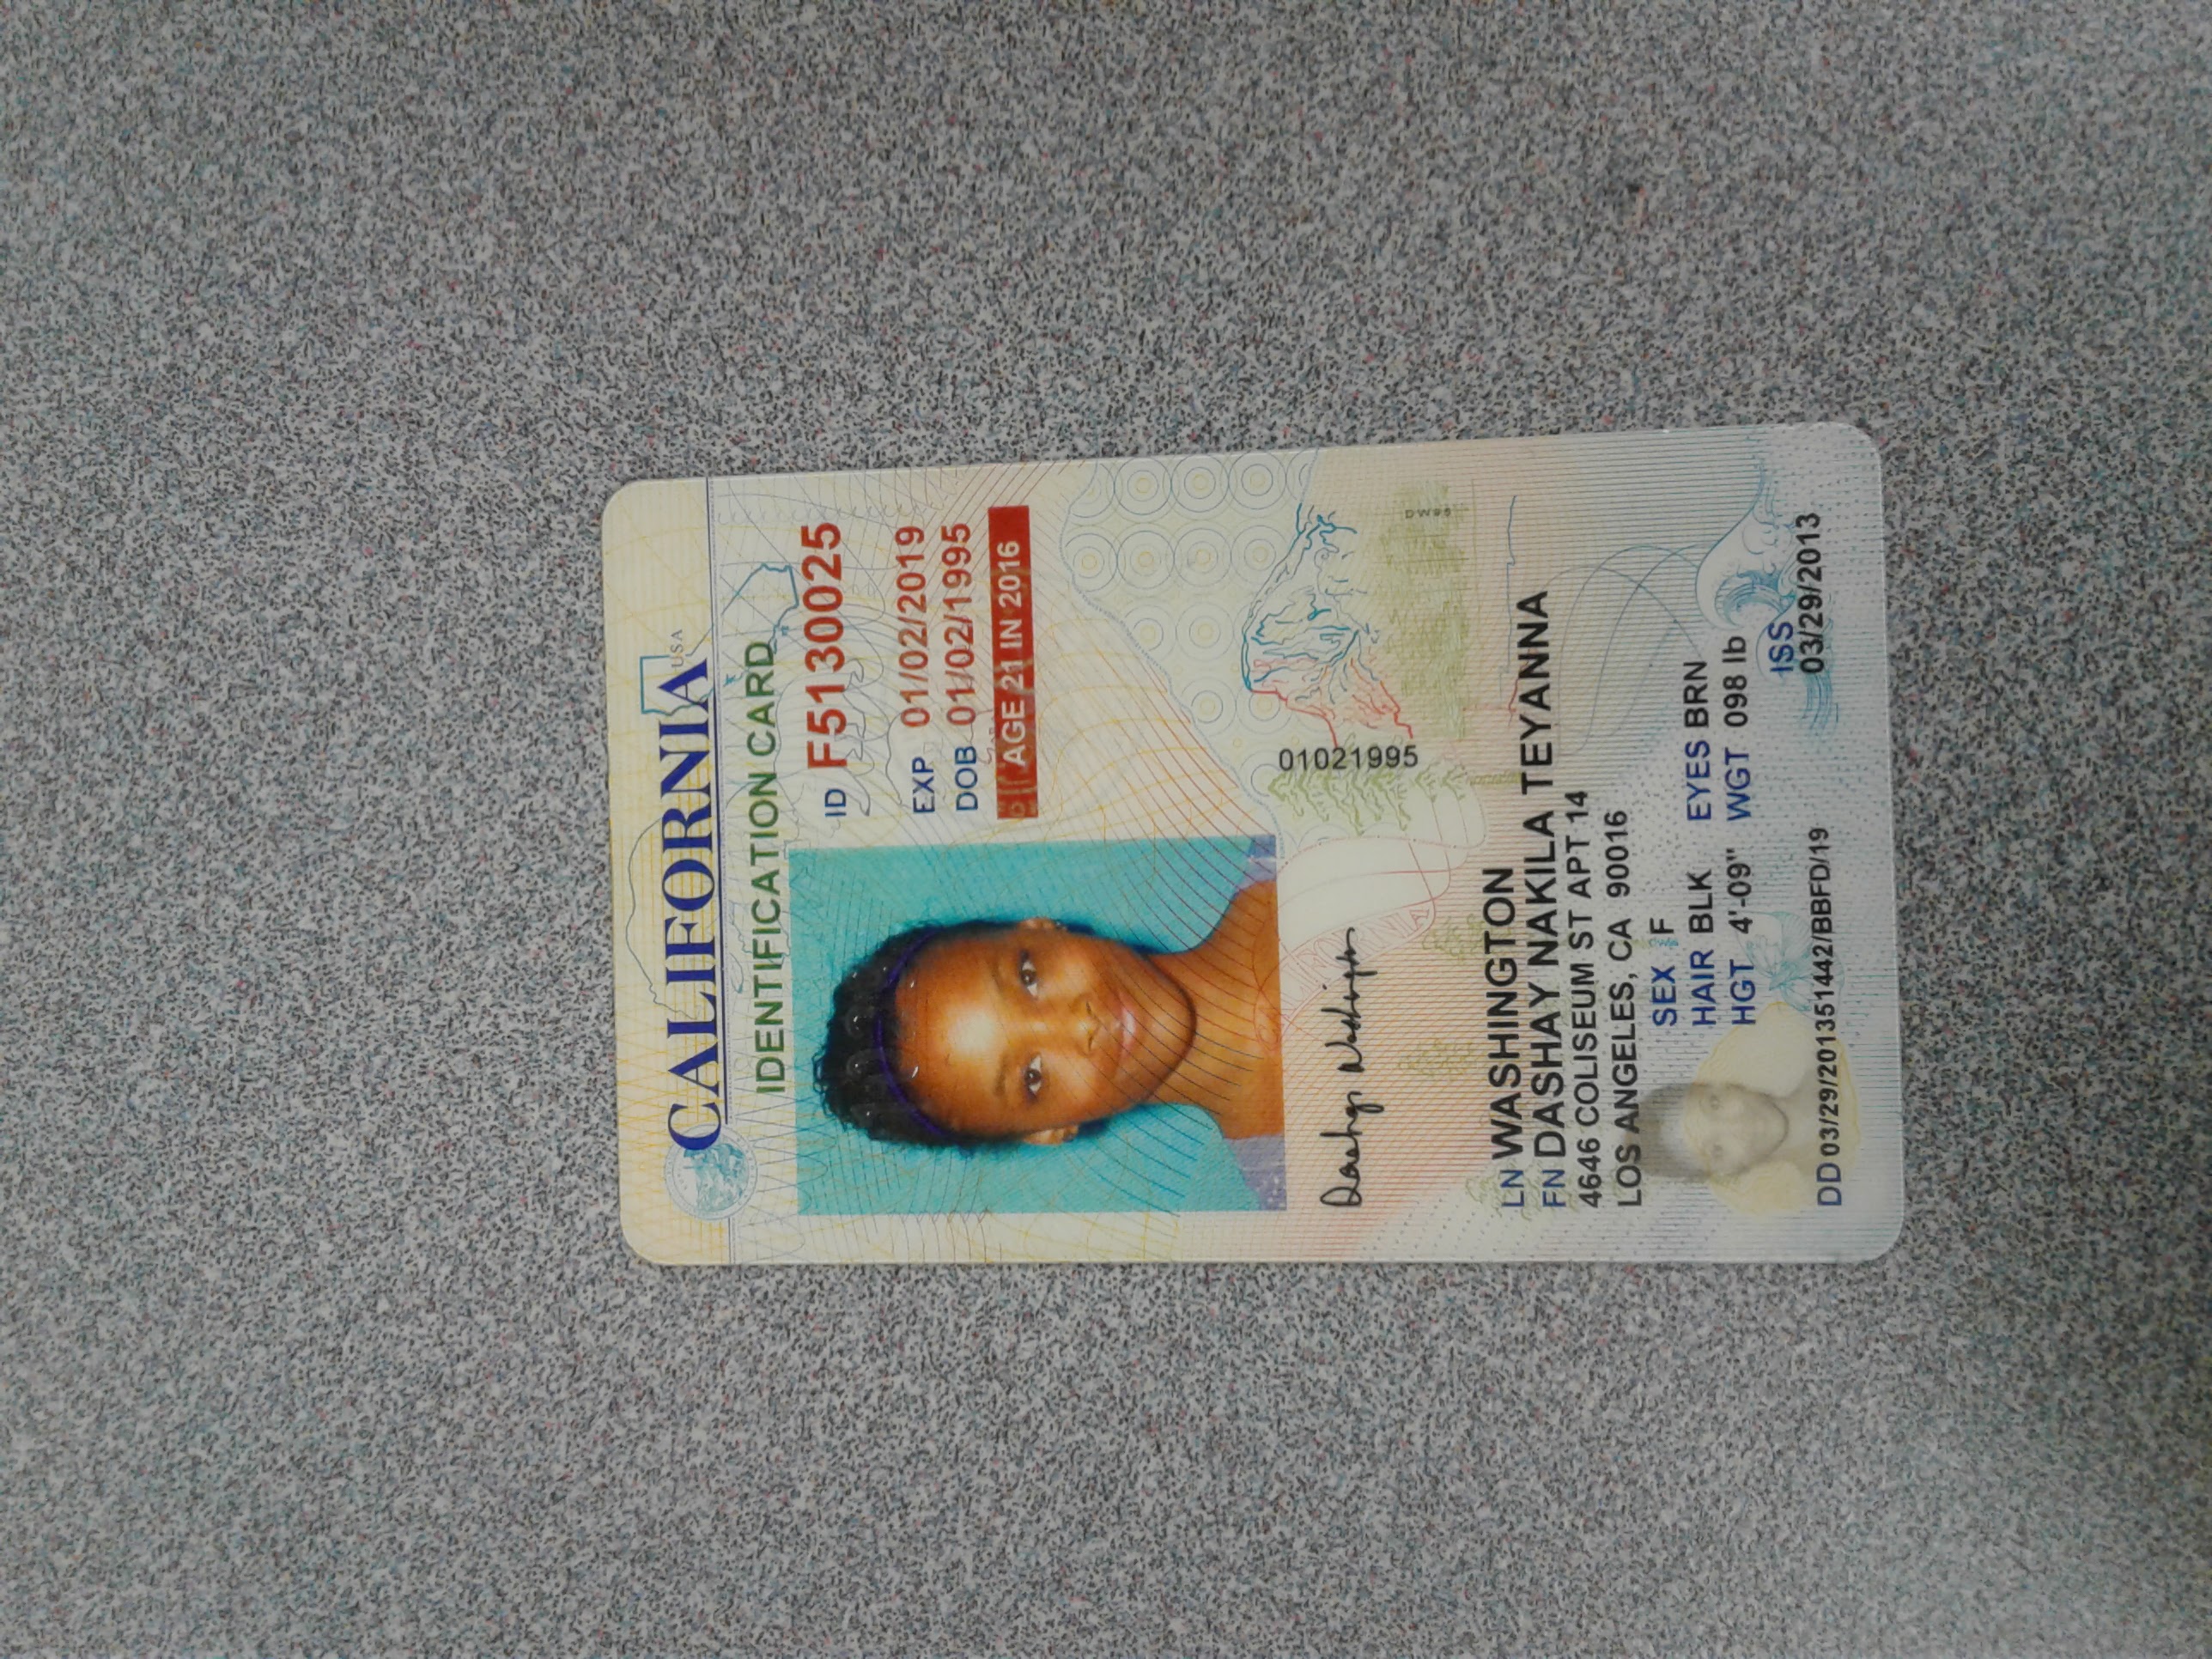 CALIFORNIA USA
IDENTIFICATION CARD
ID F5130025
EXP 01/02/2019
DOB 01/02/1995
AGE 21 IN 2016
Dashay Washington
01021995
LN WASHINGTON
FN DASHAY NAKILA TEYANNA
4646 COLISEUM ST APT 14
LOS ANGELES, CA 90016
SEX F
HAIR BLK EYES BRN
HGT 4'-09" WGT 098 lb
ISS
DD 03/29/201351442/BBFD/19 03/29/2013